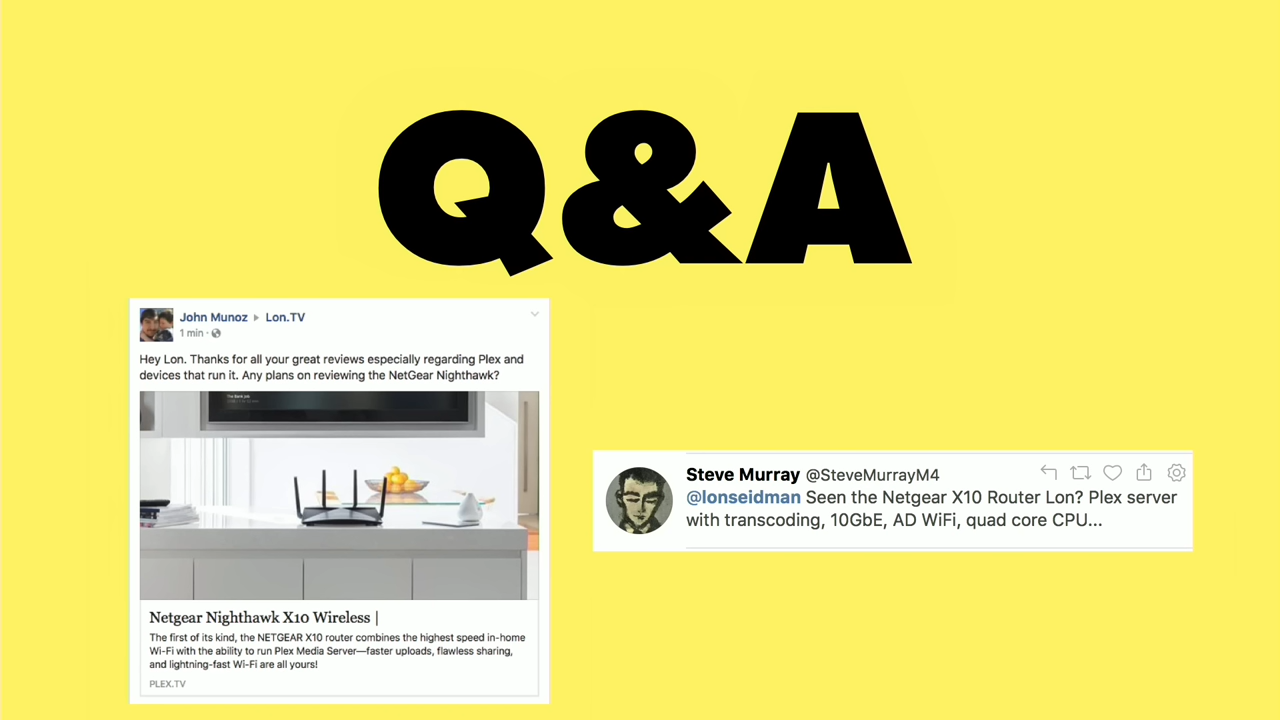 Q&A
John Munoz ▸ Lon.TV
1 min ·
Hey Lon. Thanks for all your great reviews especially regarding Plex and
devices that run it. Any plans on reviewing the NetGear Nighthawk?
Netgear Nighthawk X10 Wireless |
The first of its kind, the NETGEAR X10 router combines the highest speed in-home
Wi-Fi with the ability to run Plex Media Server—faster uploads, flawless sharing,
and lightning-fast Wi-Fi are all yours!
PLEX.TV
Steve Murray @SteveMurrayM4
@lonseidman Seen the Netgear X10 Router Lon? Plex server
with transcoding, 10GbE, AD WiFi, quad core CPU...